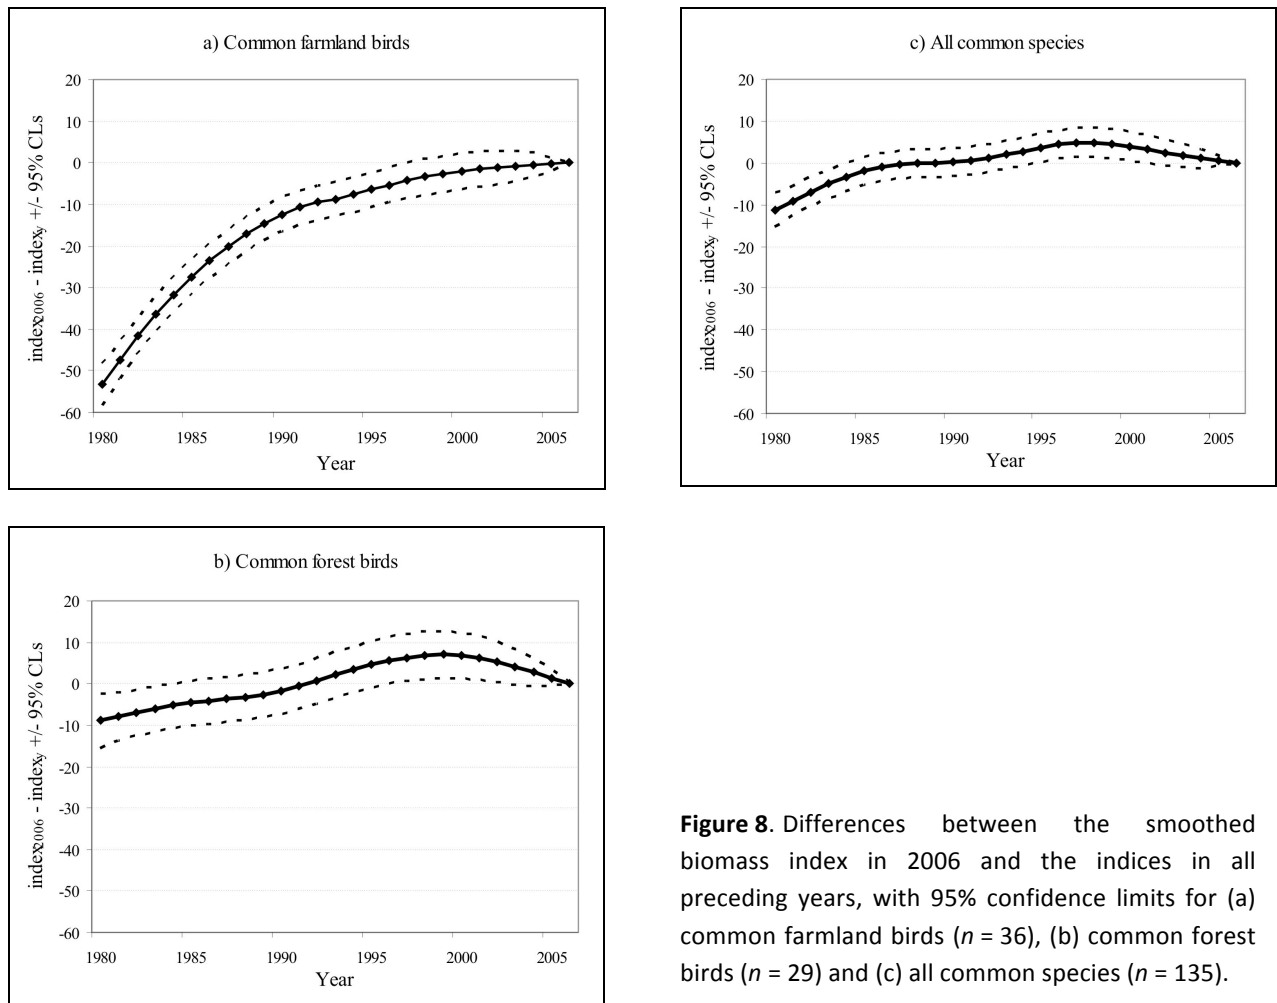 a) Common farmland birds
20
10
0
-10
-20
-30
-40
-50
-60
index2006 - indexy +/- 95% CLs
1980 1985 1990 1995 2000 2005
Year
c) All common species
20
10
0
-10
-20
-30
-40
-50
-60
index2006 - indexy +/- 95% CLs
1980 1985 1990 1995 2000 2005
Year
b) Common forest birds
20
10
0
-10
-20
-30
-40
-50
-60
index2006 - indexy +/- 95% CLs
1980 1985 1990 1995 2000 2005
Year
Figure 8. Differences between the smoothed
biomass index in 2006 and the indices in all
preceding years, with 95% confidence limits for (a)
common farmland birds (n = 36), (b) common forest
birds (n = 29) and (c) all common species (n = 135).